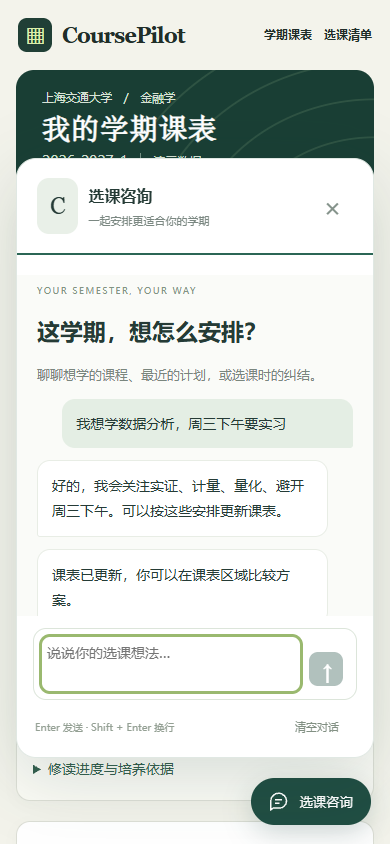 CoursePilot
学期课表 选课清单
上海交通大学 / 金融学
我的学期课表
C
选课咨询
一起安排更适合你的学期
×
YOUR SEMESTER, YOUR WAY
这学期，想怎么安排？
聊聊想学的课程、最近的计划，或选课时的纠结。
我想学数据分析，周三下午要实习
好的，我会关注实证、计量、量化、避开
周三下午。可以按这些安排更新课表。
课表已更新，你可以在课表区域比较方
案。
说说你的选课想法...
↑
Enter 发送 · Shift + Enter 换行
清空对话
▶ 修读进度与培养依据
选课咨询